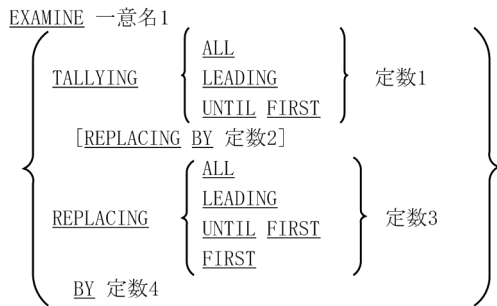 EXAMINE 一意名1
ALL
TALLYING LEADING 定数1
UNTIL FIRST
[REPLACING BY 定数2]
ALL
LEADING
REPLACING 定数3
UNTIL FIRST
FIRST
BY 定数4